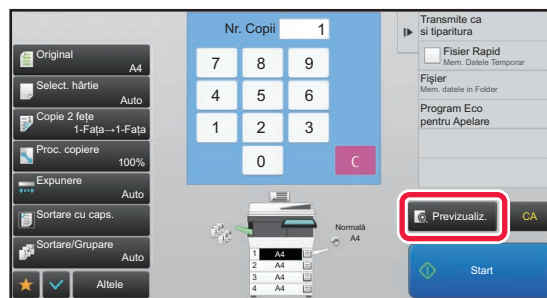 Original
A4
Select. hârtie
Auto
Copie 2 fețe
1-Fața→1-Fața
Proc. copiere
100%
Expunere
Auto
Sortare cu caps.
Sortare/Grupare
Auto
Altele
Nr. Copii
1
7 8 9
4 5 6
1 2 3
0 C
Normală
A4
1 A4
2 A4
3 A4
4 A4
Transmite ca
si tiparitura
Fisier Rapid
Mem. Datele Temporar
Fișier
Mem. datele in Folder
Program Eco
pentru Apelare
Previzualiz.
CA
Start